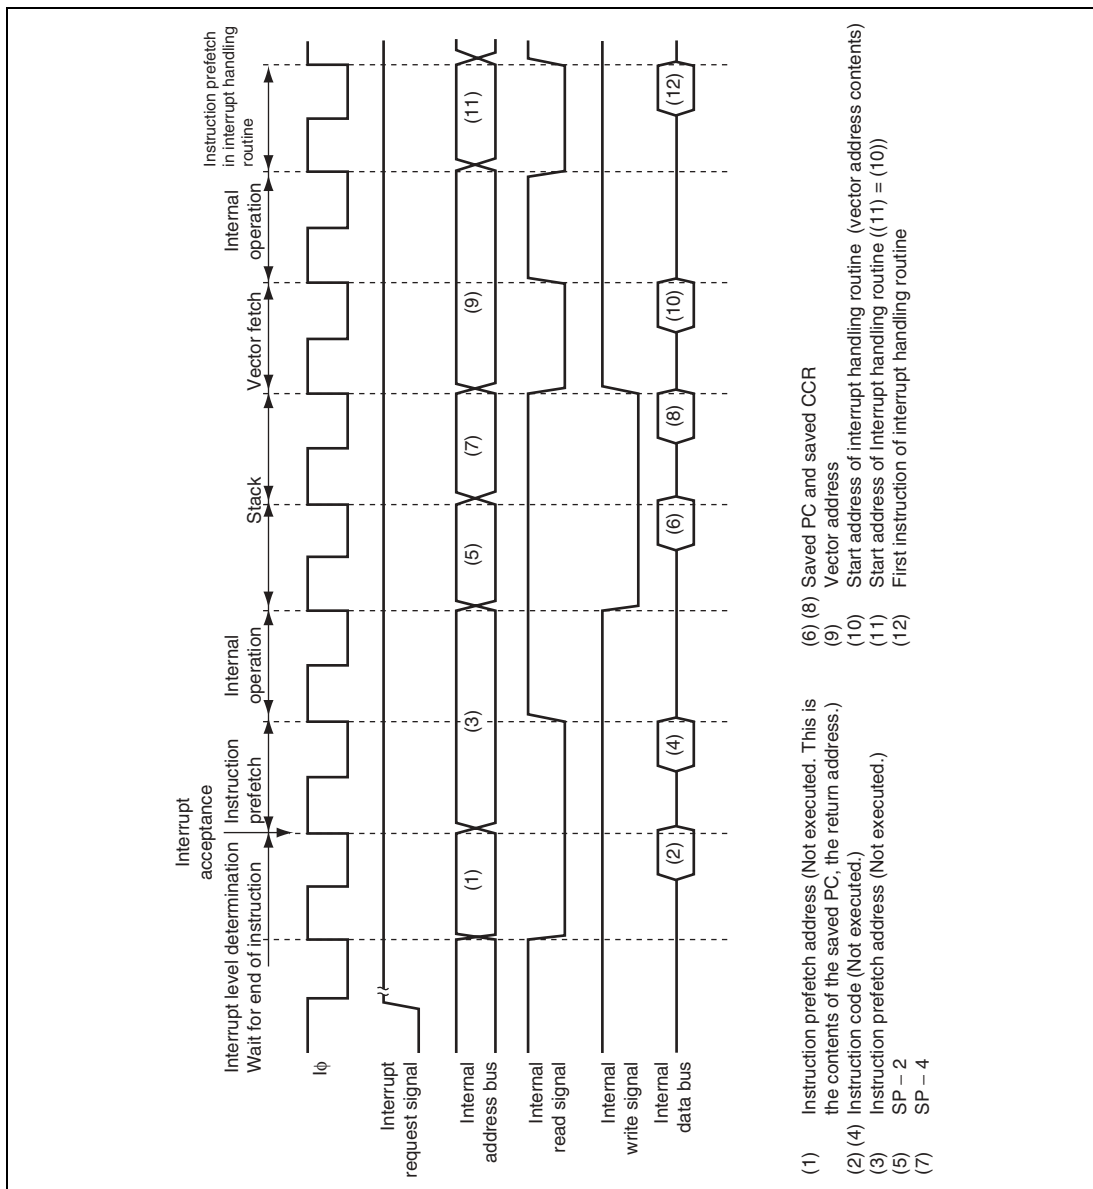 Interrupt level determination
Wait for end of instruction
Interrupt
acceptance
Instruction
prefetch
Internal
operation
Stack
Vector fetch
Internal
operation
Instruction prefetch
in interrupt handling
routine
Iφ
Interrupt
request signal
Internal
address bus
(1)
(3)
(5)
(7)
(9)
(11)
Internal
read signal
Internal
write signal
Internal
data bus
(2)
(4)
(6)
(8)
(10)
(12)
(1) Instruction prefetch address (Not executed. This is
the contents of the saved PC, the return address.)
(2) (4) Instruction code (Not executed.)
(3) Instruction prefetch address (Not executed.)
(5) SP – 2
(7) SP – 4
(6) (8) Saved PC and saved CCR
(9) Vector address
(10) Start address of interrupt handling routine (vector address contents)
(11) Start address of Interrupt handling routine ((11) = (10))
(12) First instruction of interrupt handling routine